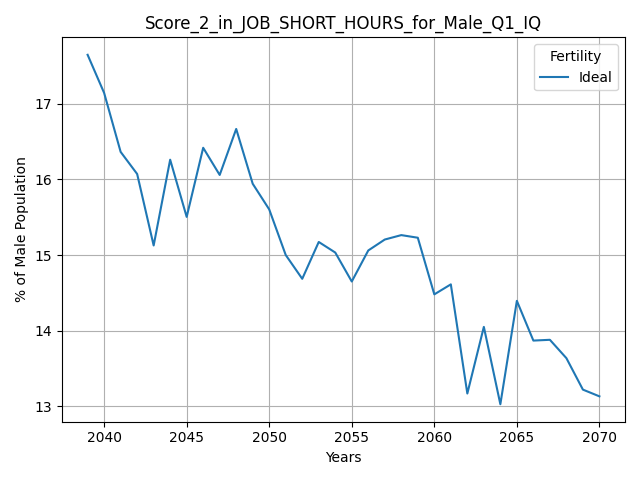 Score_2_in_JOB_SHORT_HOURS_for_Male_Q1_IQ
Fertility
Ideal
% of Male Population
17
16
15
14
13
2040 2045 2050 2055 2060 2065 2070
Years